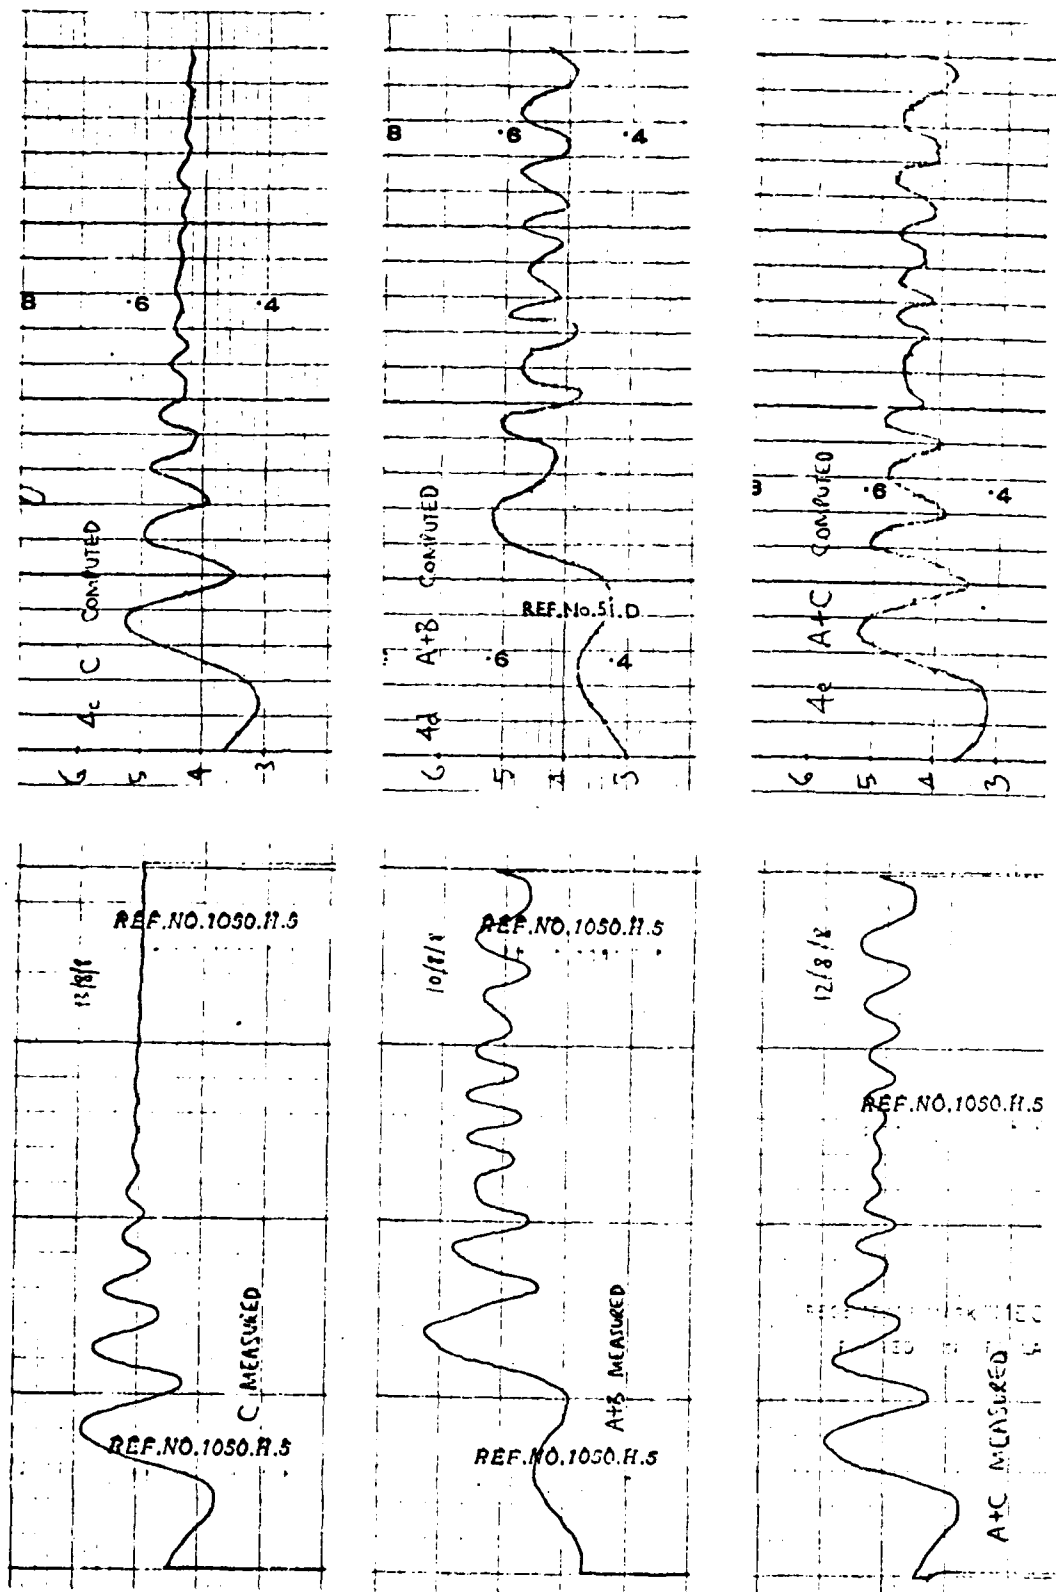 8 .6 .4
4c C COMPUTED
6 5 4 3
8 .6 .4
REF.No.51.D
.6 .4
4d A+B COMPUTED
6 5 4 3
8 .6 .4
4e A+C COMPUTED
6 5 4 3
REF.NO.1050.H.5
13/8/8
C MEASURED
REF.NO.1050.H.5
REF.NO.1050.H.5
10/8/8
A+B MEASURED
REF.NO.1050.H.5
12/8/8
REF.NO.1050.H.5
A+C MEASURED